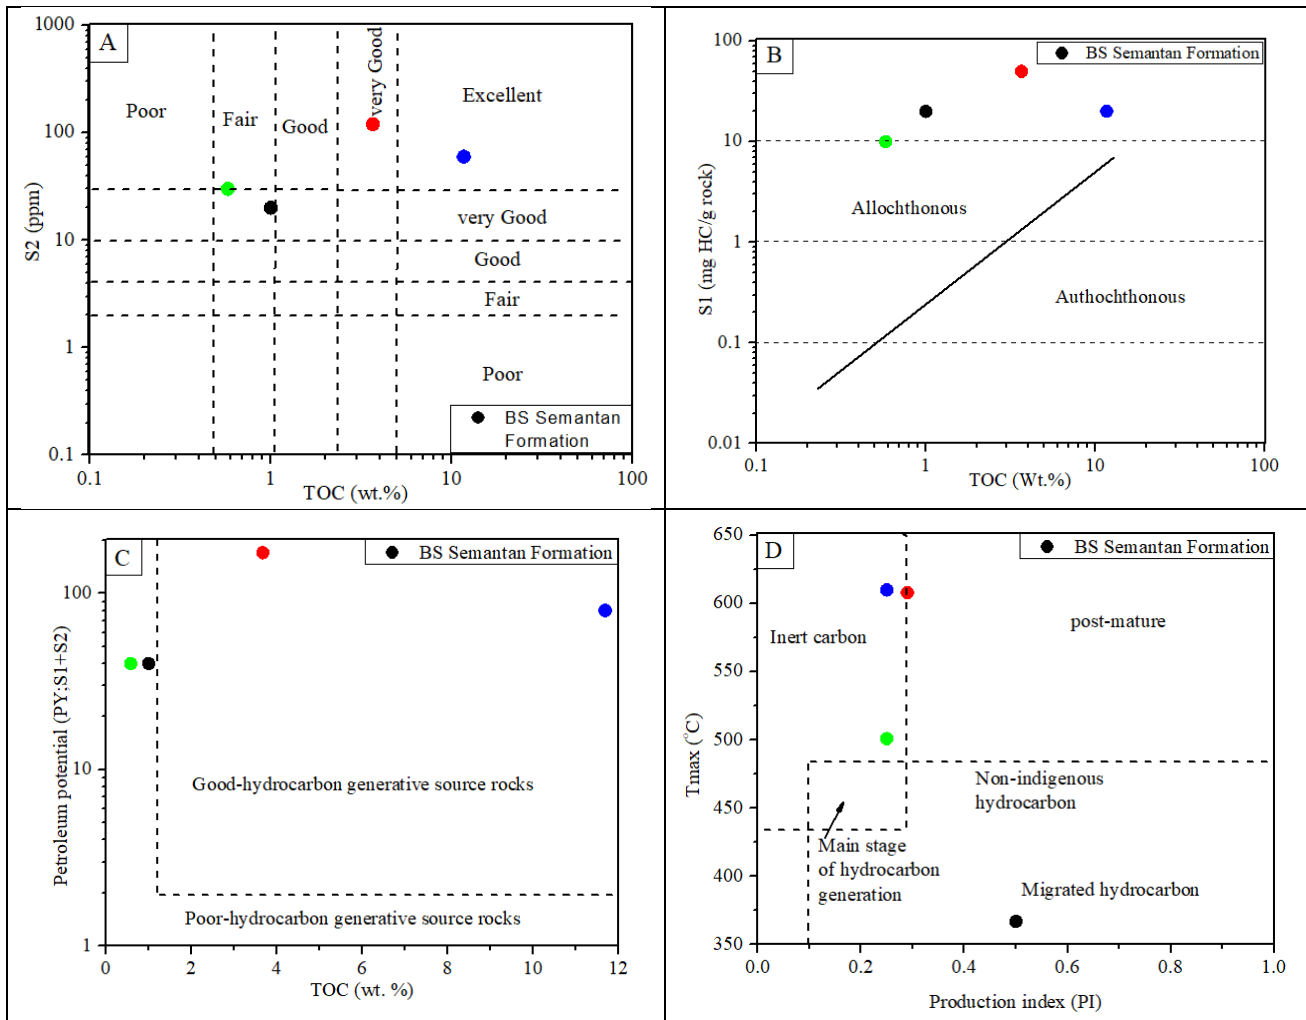 A
1000
100
10
1
0.1
S2 (ppm)
Poor
Fair
Good
very Good
Excellent
very Good
Good
Fair
Poor
BS Semantan
Formation
0.1
1
10
100
TOC (wt.%)
B
BS Semantan Formation
100
10
1
0.1
0.01
S1 (mg HC/g rock)
Allochthonous
Authochthonous
0.1
1
10
100
TOC (Wt.%)
C
BS Semantan Formation
100
10
1
Petroleum potential (PY;S1+S2)
Good-hydrocarbon generative source rocks
Poor-hydrocarbon generative source rocks
0
2
4
6
8
10
12
TOC (wt. %)
D
BS Semantan Formation
650
600
550
500
450
400
350
Tmax (°C)
Inert carbon
post-mature
Non-indigenous
hydrocarbon
Main stage
of hydrocarbon
generation
Migrated hydrocarbon
0.0
0.2
0.4
0.6
0.8
1.0
Production index (PI)